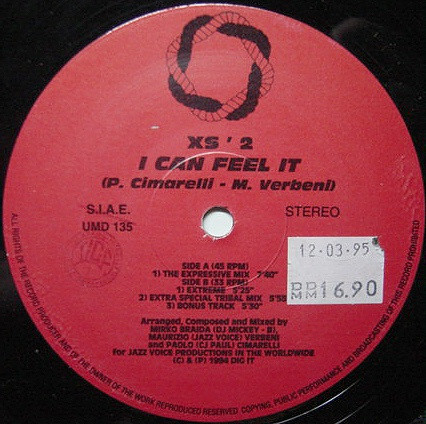 XS ' 2
I CAN FEEL IT
(P. Cimarelli - M. Verbeni)
S.I.A.E.
STEREO
UMD 135
12-03-95
DM 16.90
SIDE A (45 RPM)
1) THE EXPRESSIVE MIX 7'40"
SIDE B (33 RPM)
1) EXTREME 5'25"
2) EXTRA SPECIAL TRIBAL MIX 5'55
3) BONUS TRACK 5'50"
Arranged, Composed and Mixed by
MIRKO BRAIDA (DJ MICKEY - B),
MAURIZIO (JAZZ VOICE) VERBENI
and PAOLO (CJ PAUL) CIMARELLI
for JAZZ VOICE PRODUCTIONS IN THE WORLDWIDE
(C) & (P) 1994 DIG IT
ALL RIGHTS OF THE RECORD PRODUCER AND OF THE OWNER OF THE WORK REPRODUCED RESERVED COPYING, PUBLIC PERFORMANCE AND BROADCASTING OF THIS RECORD PROHIBITED